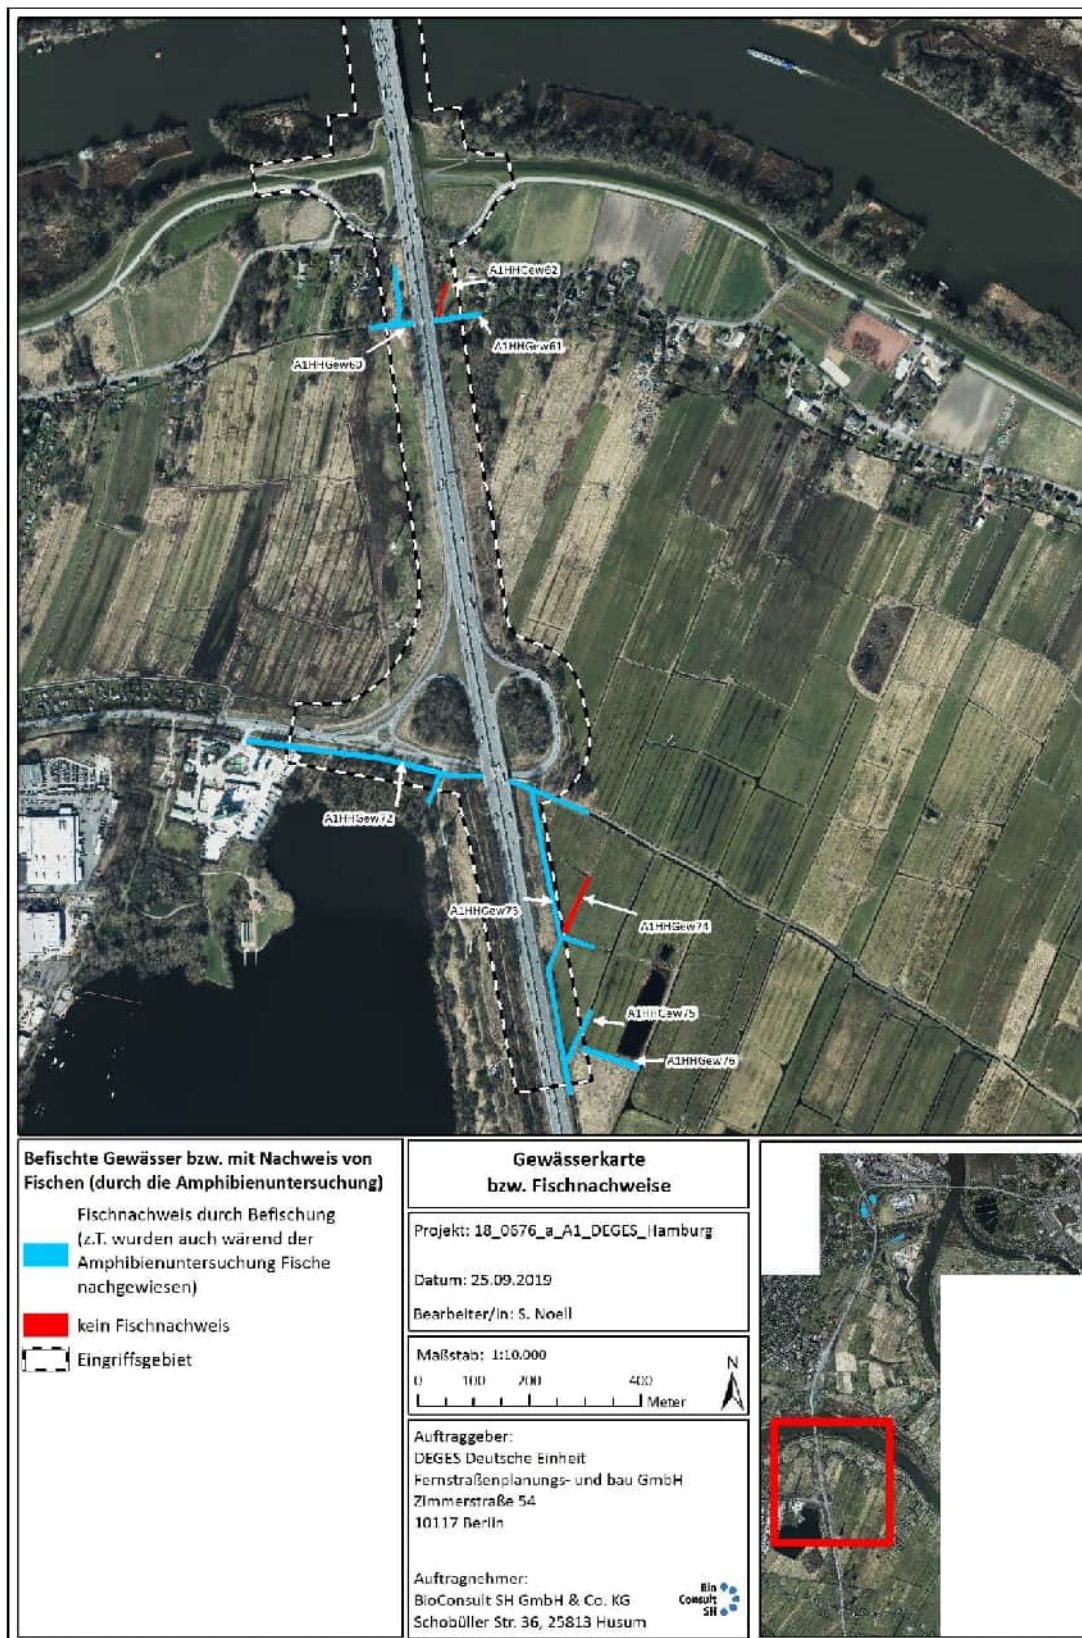 A1HHGew62
A1HHGew61
A1HHGew60
A1HHGew72
A1HHGew73
A1HHGew74
A1HHGew75
A1HHGew76
Befischte Gewässer bzw. mit Nachweis von
Fischen (durch die Amphibienuntersuchung)
Fischnachweis durch Befischung
(z.T. wurden auch wärend der
Amphibienuntersuchung Fische
nachgewiesen)
kein Fischnachweis
Eingriffsgebiet
Gewässerkarte
bzw. Fischnachweise
Projekt: 18_0676_a_A1_DEGES_Hamburg
Datum: 25.09.2019
Bearbeiter/in: S. Noell
Maßstab: 1:10.000
N
0 100 200 400
Meter
Auftraggeber:
DEGES Deutsche Einheit
Fernstraßenplanungs- und bau GmbH
Zimmerstraße 54
10117 Berlin
Auftragnehmer:
BioConsult SH GmbH & Co. KG
Schobüller Str. 36, 25813 Husum
Bio
Consult
SH